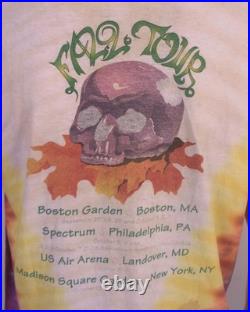 FALL TOUR
Boston Garden Boston, MA
Spectrum Philadelphia, PA
US Air Arena Landover, MD
Madison Square Garden New York, NY